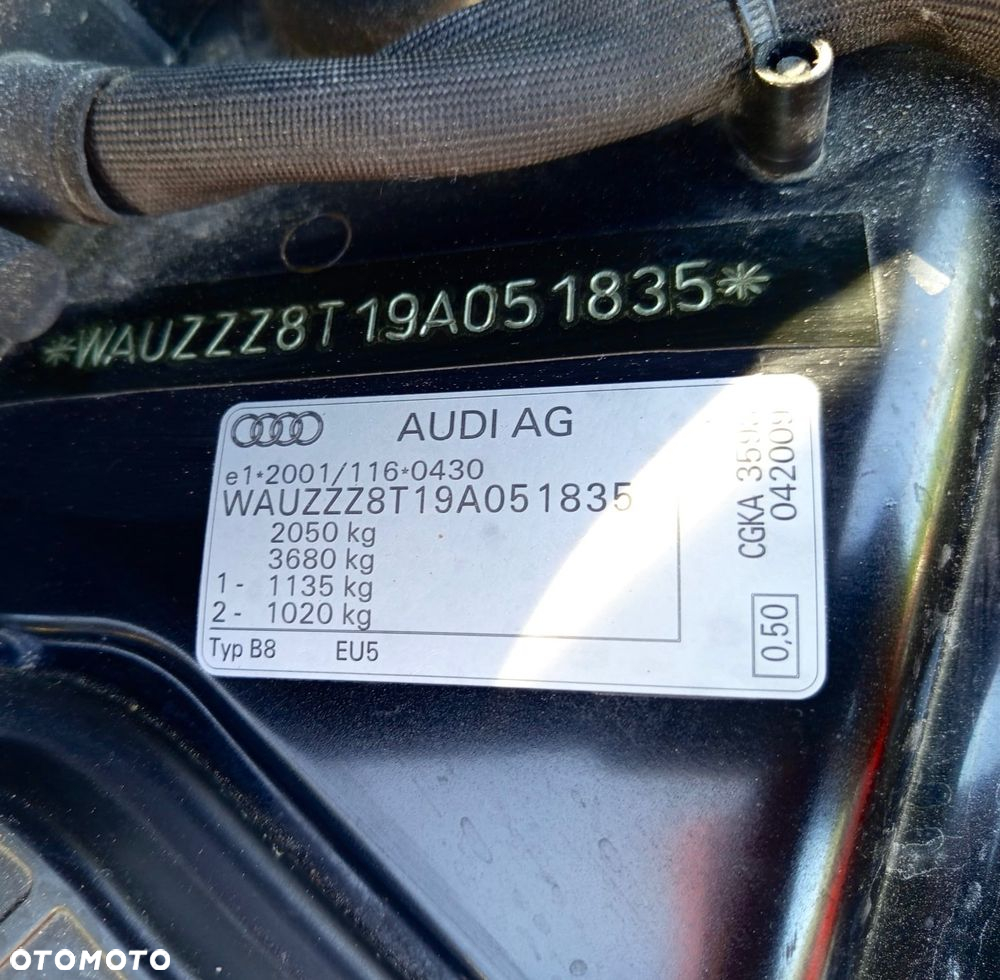 *WAUZZZ8T19A051835*
AUDI AG
e1*2001/116*0430
WAUZZZ8T19A051835
2050 kg
3680 kg
1- 1135 kg
2- 1020 kg
Typ B8 EU5
CGKA
042009
0,50
OTOMOTO